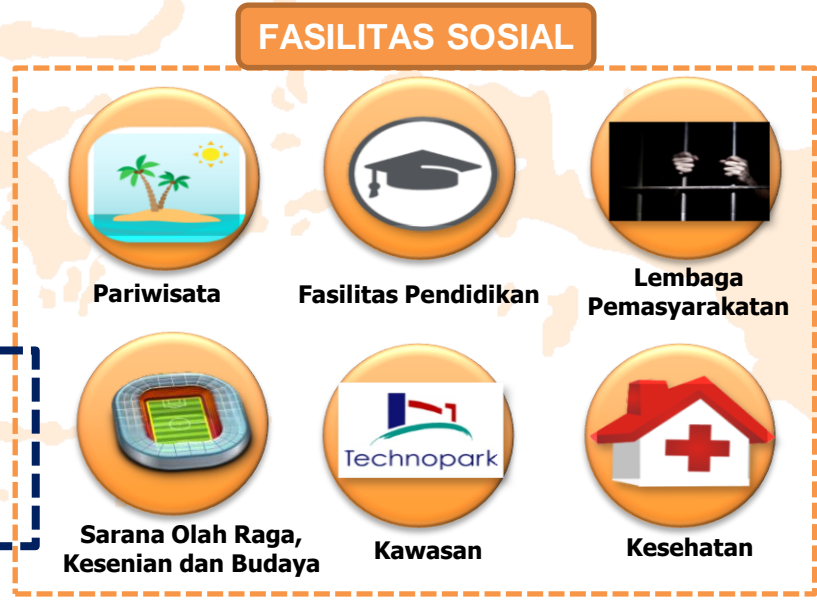 FASILITAS SOSIAL
Pariwisata
Fasilitas Pendidikan
Lembaga
Pemasyarakatan
Technopark
Sarana Olah Raga,
Kesenian dan Budaya
Kawasan
Kesehatan